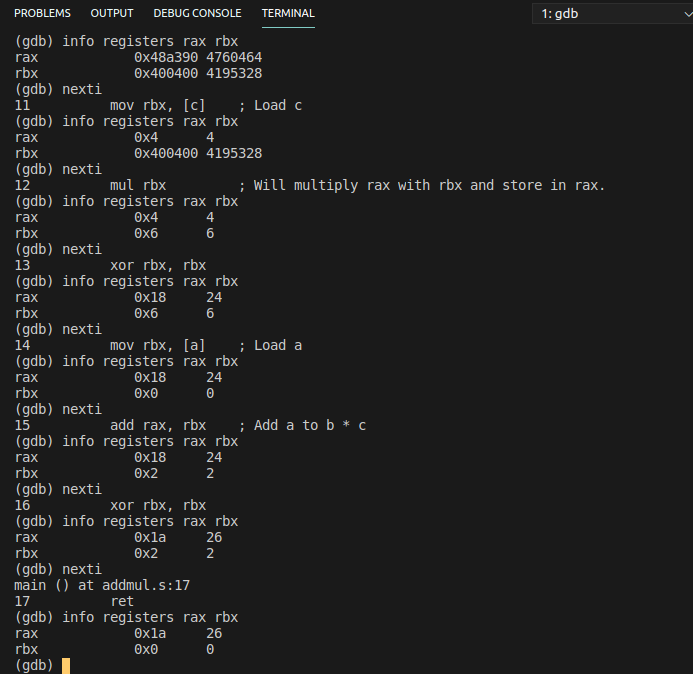 PROBLEMS OUTPUT DEBUG CONSOLE TERMINAL 1: gdb
(gdb) info registers rax rbx
rax            0x48a390 4760464
rbx            0x400400 4195328
(gdb) nexti
11          mov rbx, [c]    ; Load c
(gdb) info registers rax rbx
rax            0x4      4
rbx            0x400400 4195328
(gdb) nexti
12          mul rbx         ; Will multiply rax with rbx and store in rax.
(gdb) info registers rax rbx
rax            0x4      4
rbx            0x6      6
(gdb) nexti
13          xor rbx, rbx
(gdb) info registers rax rbx
rax            0x18     24
rbx            0x6      6
(gdb) nexti
14          mov rbx, [a]    ; Load a
(gdb) info registers rax rbx
rax            0x18     24
rbx            0x0      0
(gdb) nexti
15          add rax, rbx    ; Add a to b * c
(gdb) info registers rax rbx
rax            0x18     24
rbx            0x2      2
(gdb) nexti
16          xor rbx, rbx
(gdb) info registers rax rbx
rax            0x1a     26
rbx            0x2      2
(gdb) nexti
main () at addmul.s:17
17          ret
(gdb) info registers rax rbx
rax            0x1a     26
rbx            0x0      0
(gdb)